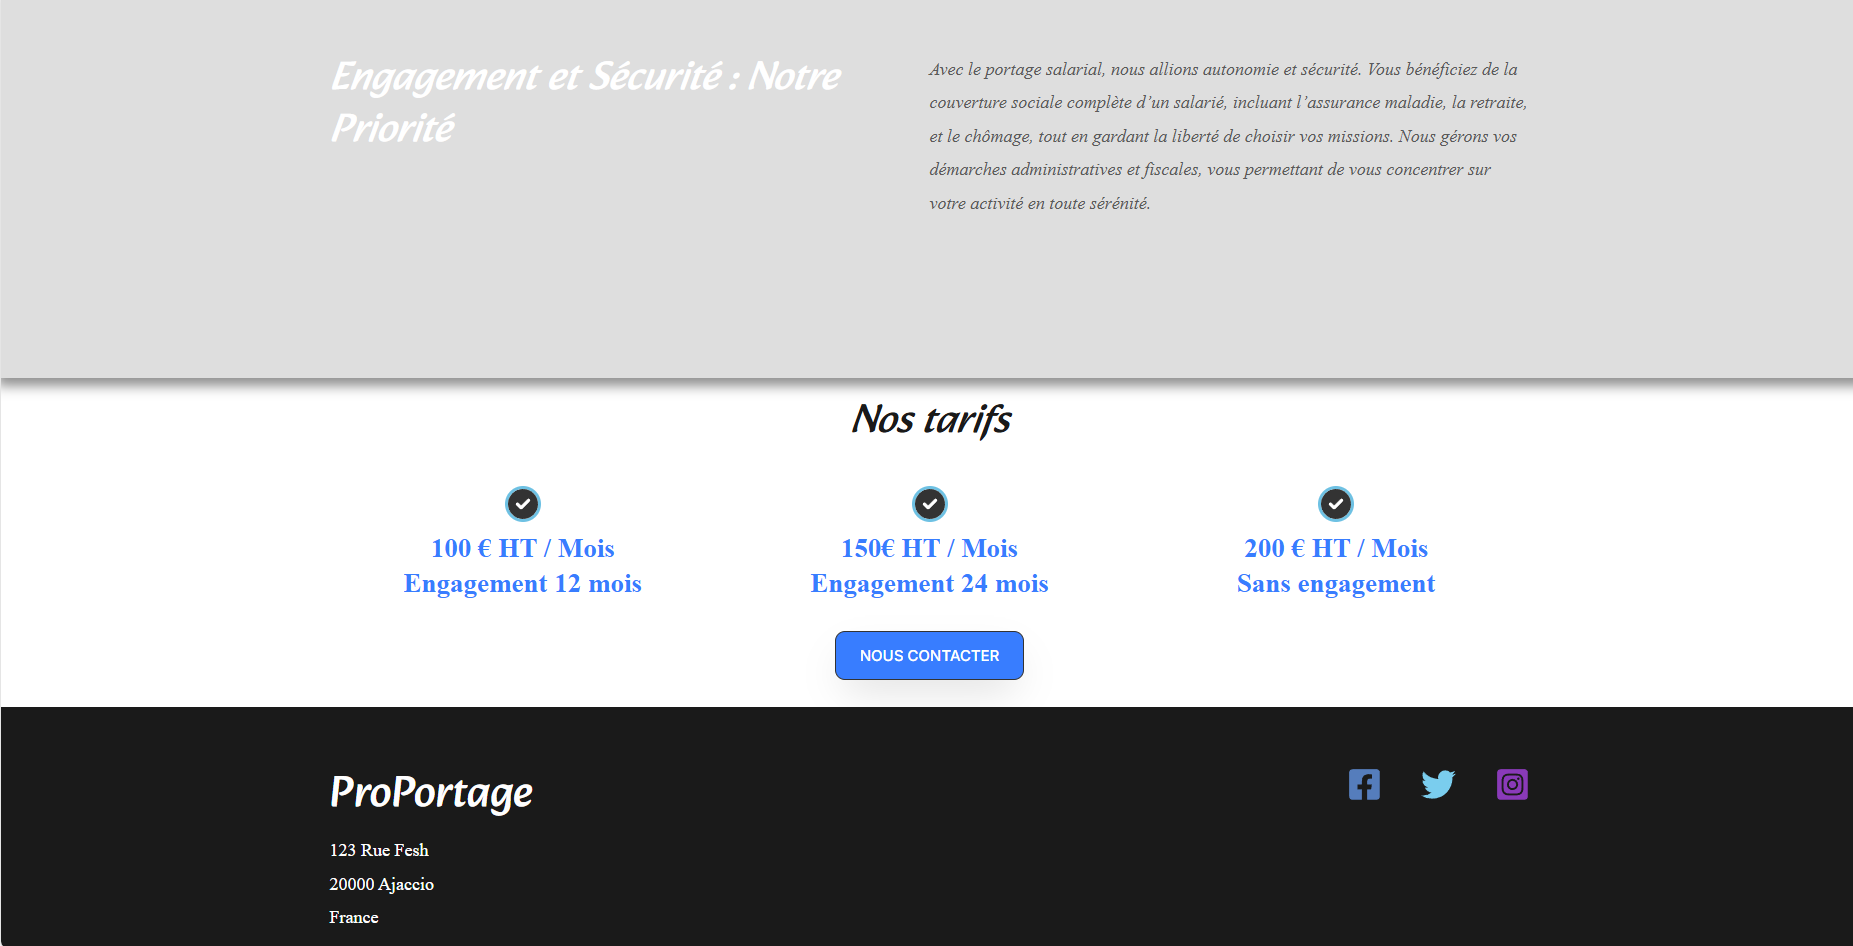 Engagement et Sécurité : Notre
Priorité
Avec le portage salarial, nous allions autonomie et sécurité. Vous bénéficiez de la
couverture sociale complète d’un salarié, incluant l’assurance maladie, la retraite,
et le chômage, tout en gardant la liberté de choisir vos missions. Nous gérons vos
démarches administratives et fiscales, vous permettant de vous concentrer sur
votre activité en toute sérénité.
Nos tarifs
100 € HT / Mois
Engagement 12 mois
150€ HT / Mois
Engagement 24 mois
200 € HT / Mois
Sans engagement
NOUS CONTACTER
ProPortage
123 Rue Fesh
20000 Ajaccio
France